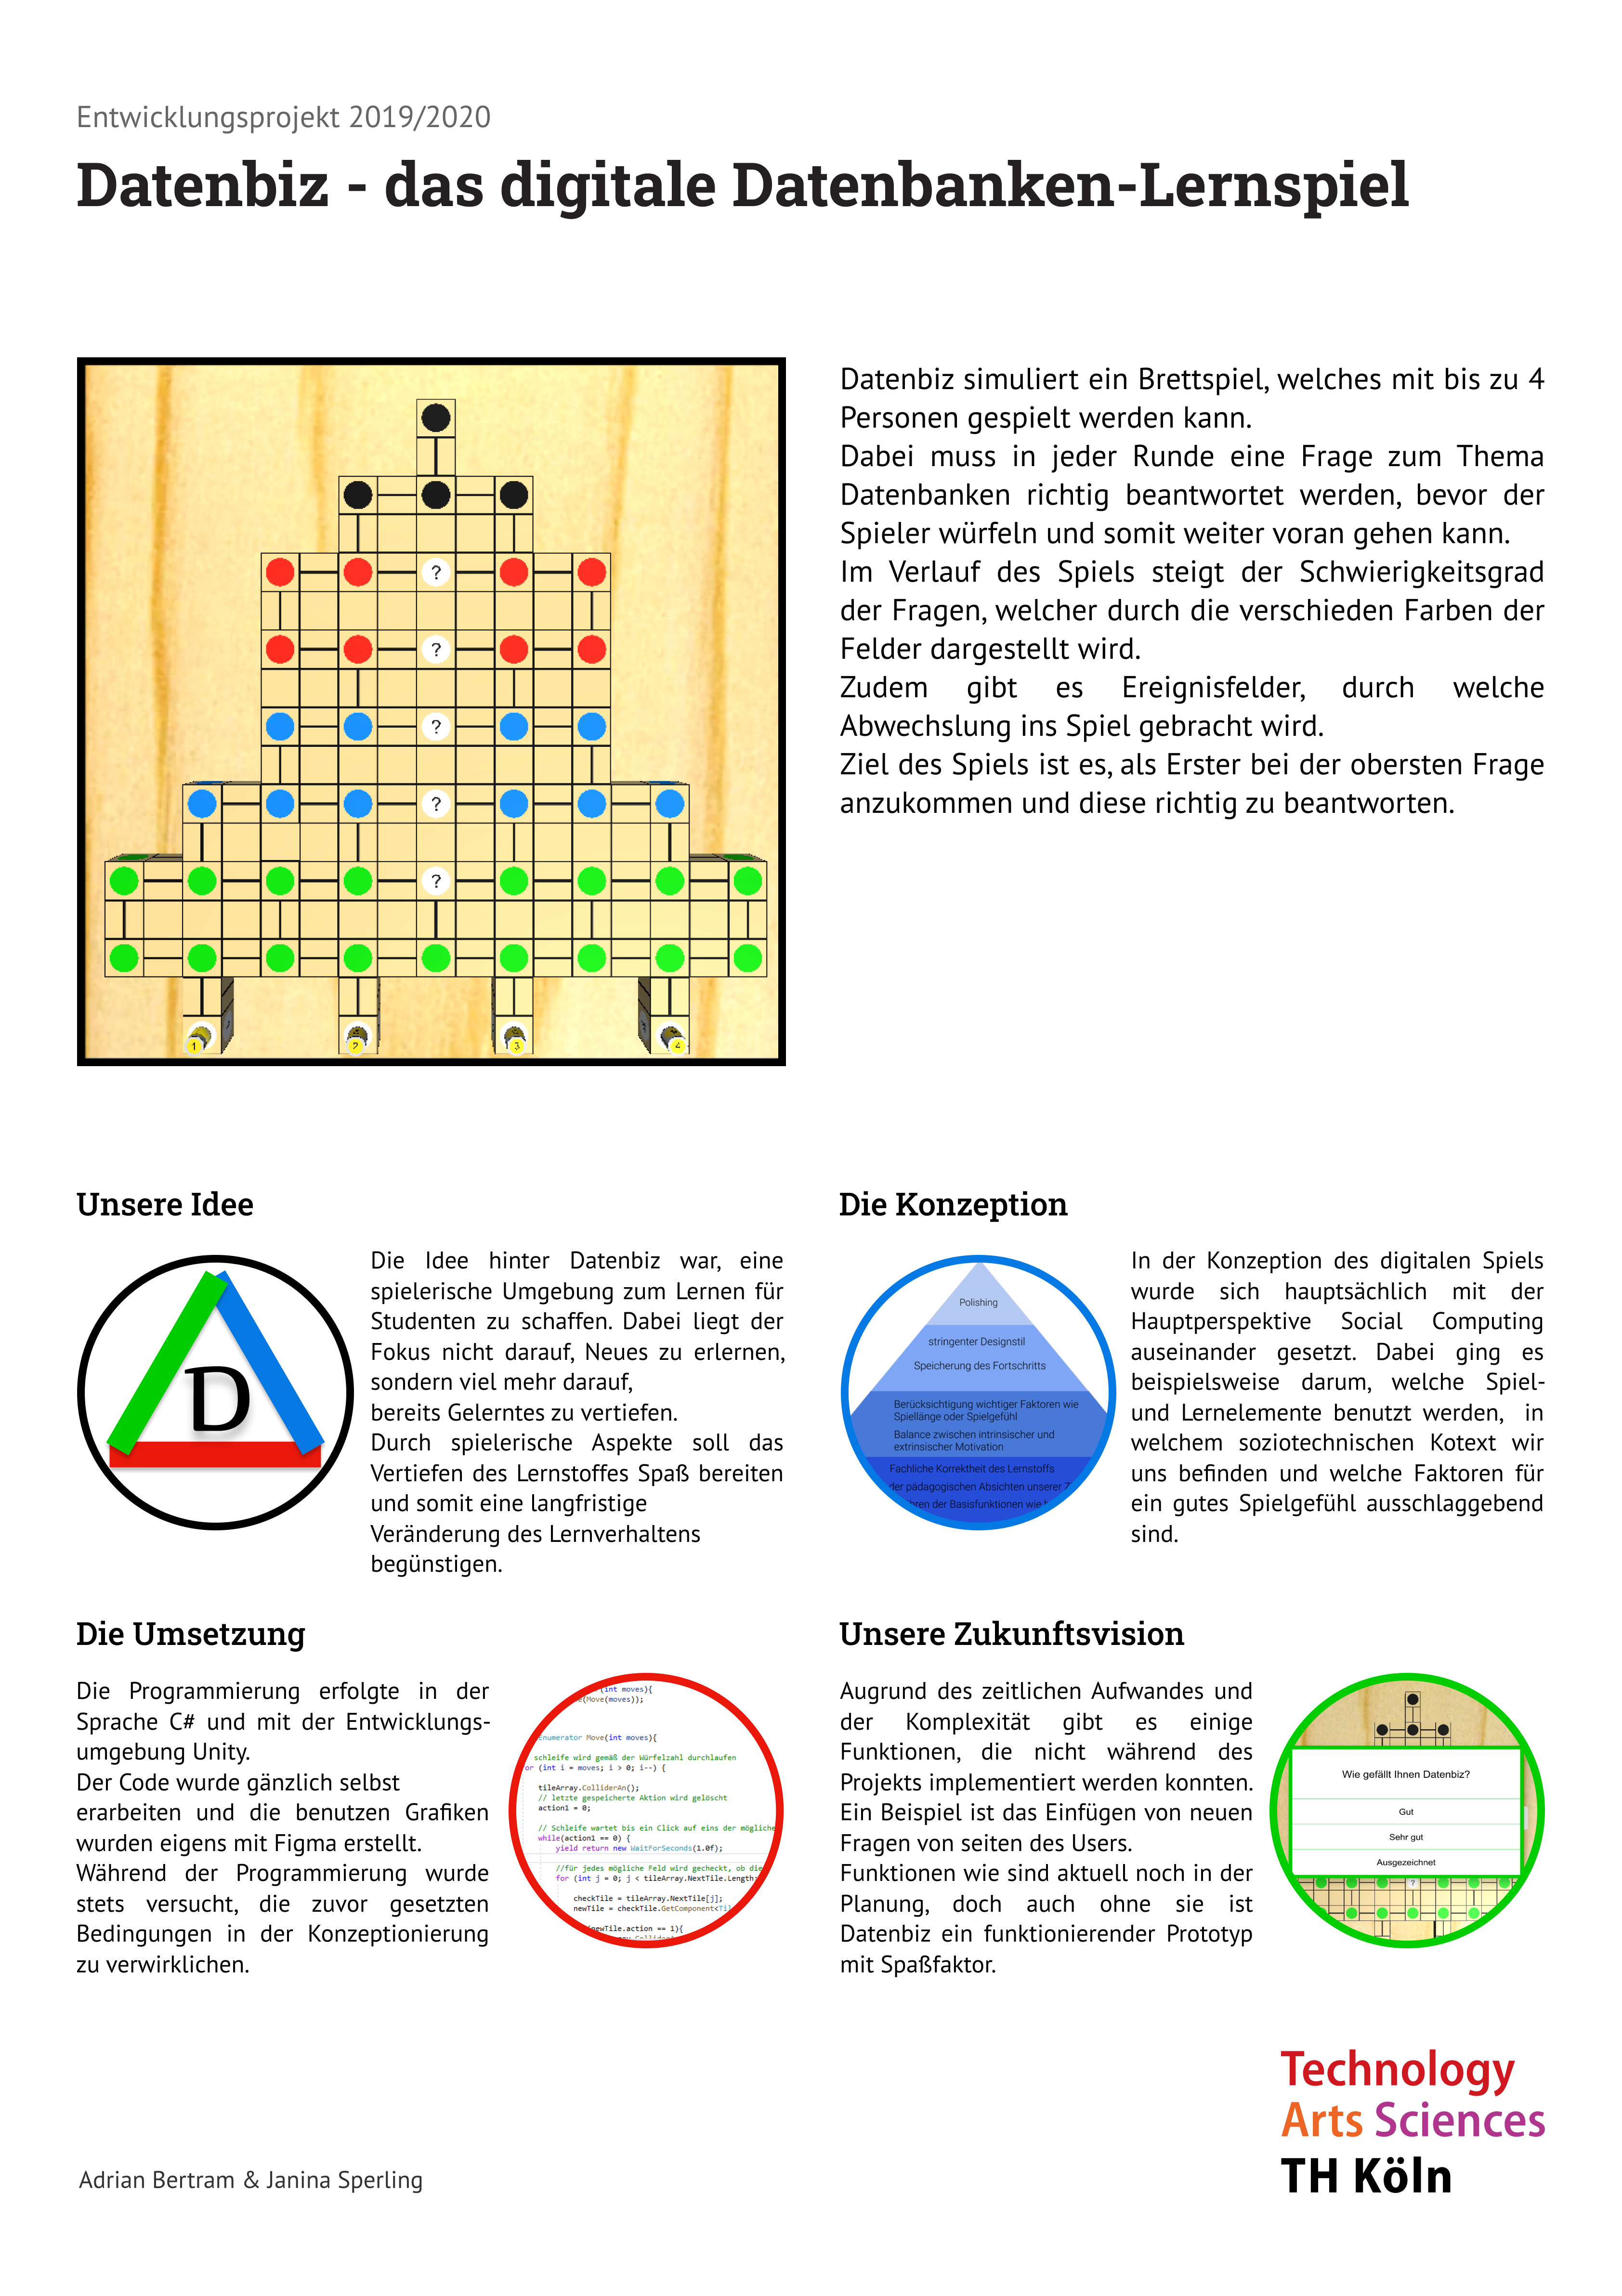 Entwicklungsprojekt 2019/2020
Datenbiz - das digitale Datenbanken-Lernspiel
?
?
?
?
?
1
2
3
4
Datenbiz simuliert ein Brettspiel, welches mit bis zu 4
Personen gespielt werden kann.
Dabei muss in jeder Runde eine Frage zum Thema
Datenbanken richtig beantwortet werden, bevor der
Spieler würfeln und somit weiter voran gehen kann.
Im Verlauf des Spiels steigt der Schwierigkeitsgrad
der Fragen, welcher durch die verschieden Farben der
Felder dargestellt wird.
Zudem gibt es Ereignisfelder, durch welche
Abwechslung ins Spiel gebracht wird.
Ziel des Spiels ist es, als Erster bei der obersten Frage
anzukommen und diese richtig zu beantworten.
Unsere Idee
D
Die Idee hinter Datenbiz war, eine
spielerische Umgebung zum Lernen für
Studenten zu schaffen. Dabei liegt der
Fokus nicht darauf, Neues zu erlernen,
sondern viel mehr darauf,
bereits Gelerntes zu vertiefen.
Durch spielerische Aspekte soll das
Vertiefen des Lernstoffes Spaß bereiten
und somit eine langfristige
Veränderung des Lernverhaltens
begünstigen.
Die Konzeption
Polishing
stringenter Designstil
Speicherung des Fortschritts
Berücksichtigung wichtiger Faktoren wie
Spiellänge oder Spielgefühl
Balance zwischen intrinsischer und
extrinsischer Motivation
Fachliche Korrektheit des Lernstoffs
der pädagogischen Absichten unserer
der Basisfunktionen wie
In der Konzeption des digitalen Spiels
wurde sich hauptsächlich mit der
Hauptperspektive Social Computing
auseinander gesetzt. Dabei ging es
beispielsweise darum, welche Spiel-
und Lernelemente benutzt werden, in
welchem soziotechnischen Kotext wir
uns befinden und welche Faktoren für
ein gutes Spielgefühl ausschlaggebend
sind.
Die Umsetzung
Die Programmierung erfolgte in der
Sprache C# und mit der Entwicklungs-
umgebung Unity.
Der Code wurde gänzlich selbst
erarbeiten und die benutzen Grafiken
wurden eigens mit Figma erstellt.
Während der Programmierung wurde
stets versucht, die zuvor gesetzten
Bedingungen in der Konzeptionierung
zu verwirklichen.
(int moves){
(Move(moves));
Enumerator Move(int moves){
schleife wird gemäß der Würfelzahl durchlaufen
or (int i = moves; i > 0; i--) {
tileArray.ColliderAn();
// letzte gespeicherte Aktion wird gelöscht
action1 = 0;
// Schleife wartet bis ein Click auf eins der mögliche
while(action1 == 0) {
yield return new WaitForSeconds(1.0f);
//für jedes mögliche Feld wird gecheckt, ob die
for (int j = 0; j < tileArray.NextTile.Length;
checkTile = tileArray.NextTile[j];
newTile = checkTile.GetComponent<Til
newTile.action == 1){
Unsere Zukunftsvision
Augrund des zeitlichen Aufwandes und
der Komplexität gibt es einige
Funktionen, die nicht während des
Projekts implementiert werden konnten.
Ein Beispiel ist das Einfügen von neuen
Fragen von seiten des Users.
Funktionen wie sind aktuell noch in der
Planung, doch auch ohne sie ist
Datenbiz ein funktionierender Prototyp
mit Spaßfaktor.
Wie gefällt Ihnen Datenbiz?
Gut
Sehr gut
Ausgezeichnet
?
Adrian Bertram & Janina Sperling
Technology
Arts Sciences
TH Köln